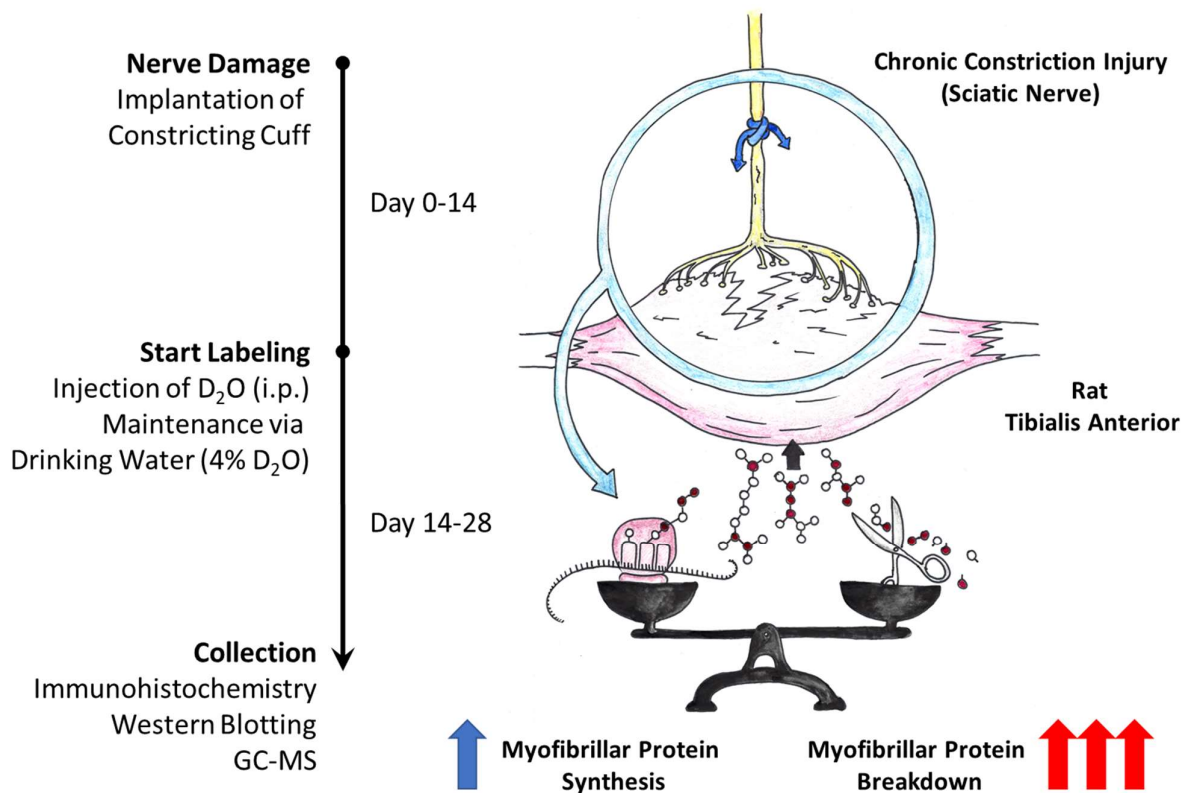 Nerve Damage
Implantation of
Constricting Cuff
Day 0-14
Start Labeling
Injection of D₂O (i.p.)
Maintenance via
Drinking Water (4% D₂O)
Day 14-28
Collection
Immunohistochemistry
Western Blotting
GC-MS
Chronic Constriction Injury
(Sciatic Nerve)
Rat
Tibialis Anterior
Myofibrillar Protein
Synthesis
Myofibrillar Protein
Breakdown